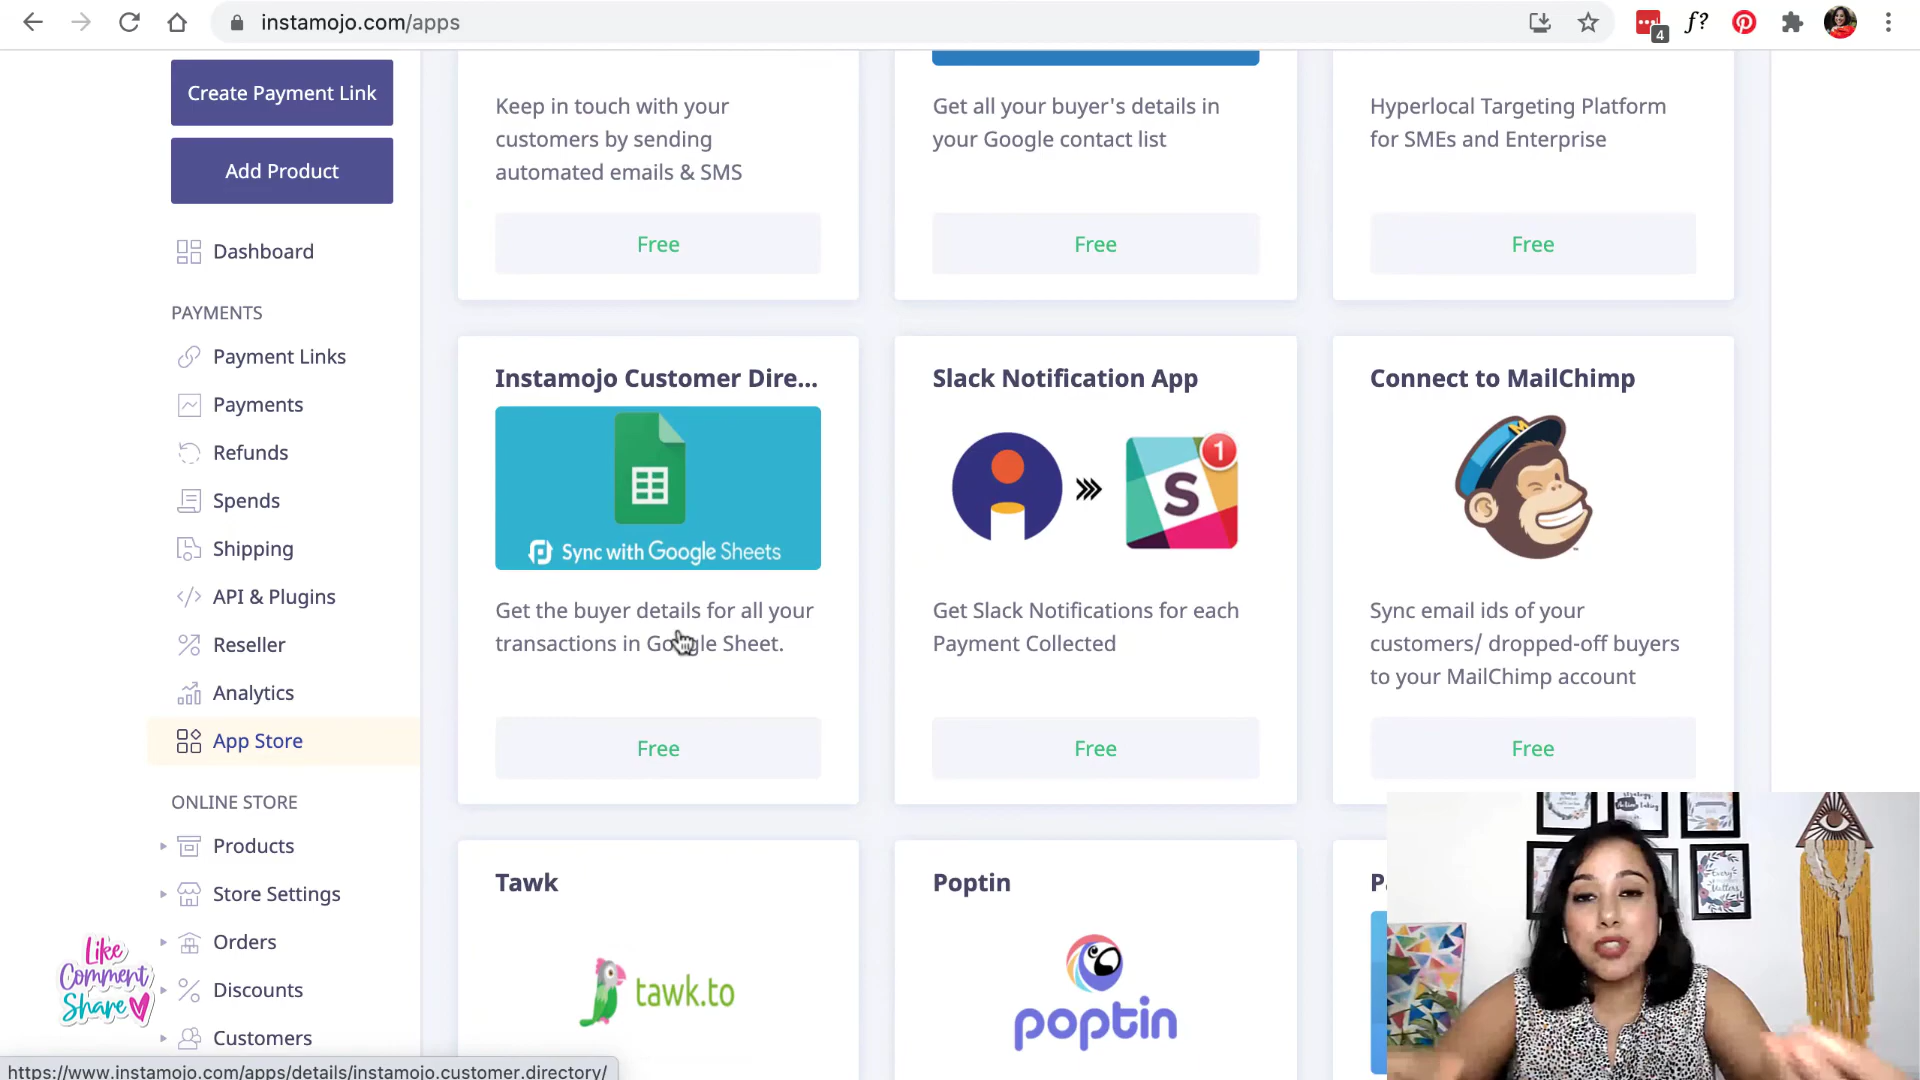 instamojo.com/apps
4
f?
Create Payment Link
Add Product
Dashboard
PAYMENTS
Payment Links
Payments
Refunds
Spends
Shipping
API & Plugins
Reseller
Analytics
App Store
ONLINE STORE
Products
Store Settings
Orders
Discounts
Customers
Keep in touch with your
customers by sending
automated emails & SMS
Free
Get all your buyer's details in
your Google contact list
Free
Hyperlocal Targeting Platform
for SMEs and Enterprise
Free
Instamojo Customer Dire...
Sync with Google Sheets
Get the buyer details for all your
transactions in Google Sheet.
Free
Slack Notification App
1
S
Get Slack Notifications for each
Payment Collected
Free
Connect to MailChimp
M
Sync email ids of your
customers/ dropped-off buyers
to your MailChimp account
Free
Tawk
tawk.to
Poptin
poptin
Like
Comment
Share
https://www.instamojo.com/apps/details/instamojo.customer.directory/